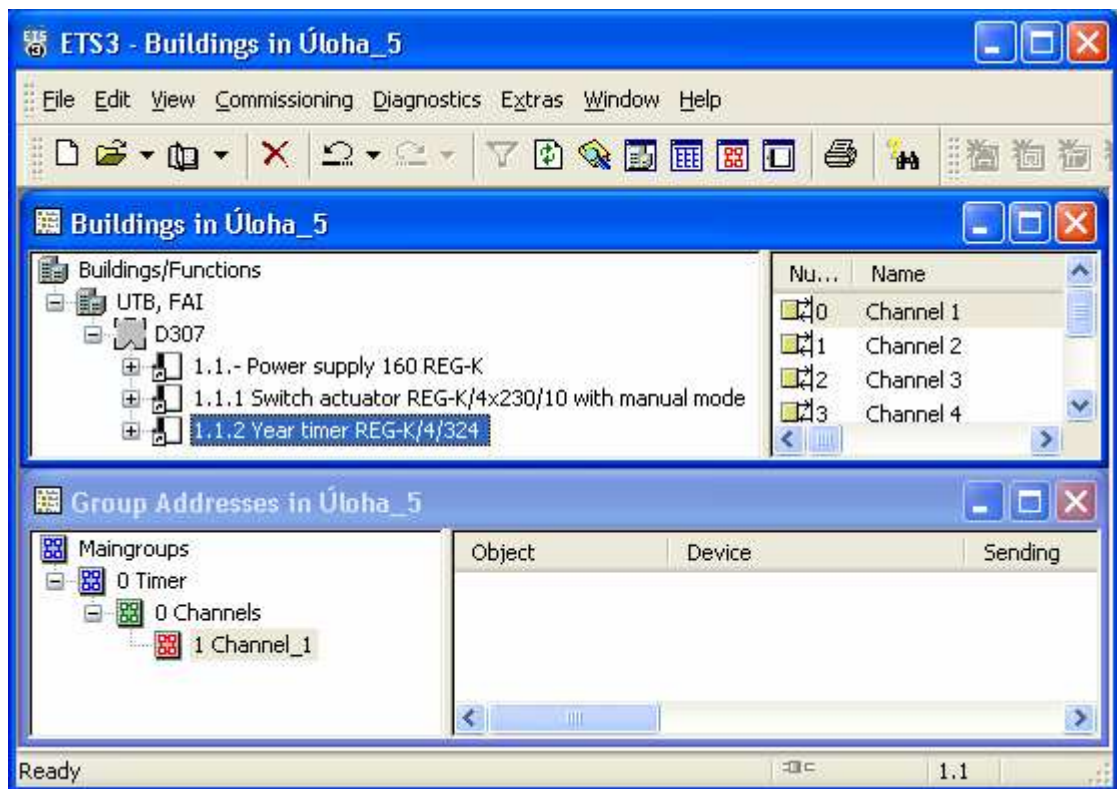 ETS3 - Buildings in Úloha_5
File Edit View Commissioning Diagnostics Extras Window Help
Buildings in Úloha_5
Buildings/Functions
UTB, FAI
D307
1.1.- Power supply 160 REG-K
1.1.1 Switch actuator REG-K/4x230/10 with manual mode
1.1.2 Year timer REG-K/4/324
Nu... Name
0 Channel 1
1 Channel 2
2 Channel 3
3 Channel 4
Group Addresses in Úloha_5
Maingroups
0 Timer
0 Channels
1 Channel_1
Object Device Sending
Ready 1.1